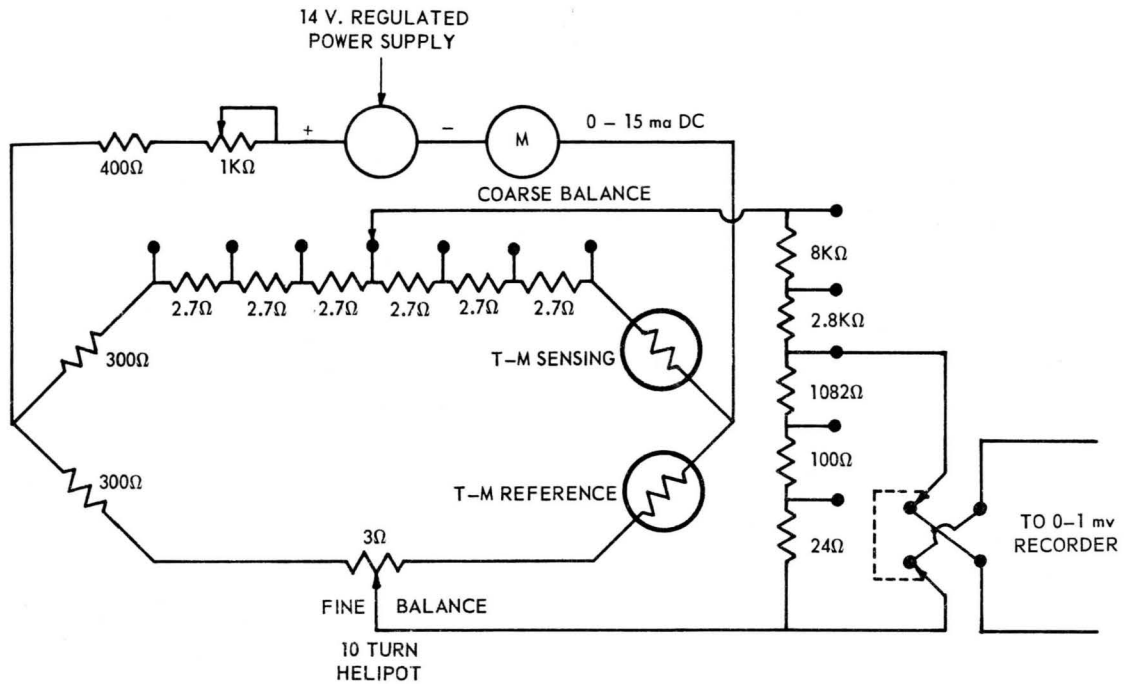 14 V. REGULATED
POWER SUPPLY
+
–
M
0 – 15 ma DC
400Ω
1KΩ
COARSE BALANCE
8KΩ
2.7Ω
2.7Ω
2.7Ω
2.7Ω
2.7Ω
2.7Ω
2.8KΩ
300Ω
T–M SENSING
1082Ω
100Ω
300Ω
T–M REFERENCE
3Ω
24Ω
TO 0–1 mv
RECORDER
FINE BALANCE
10 TURN
HELIPOT